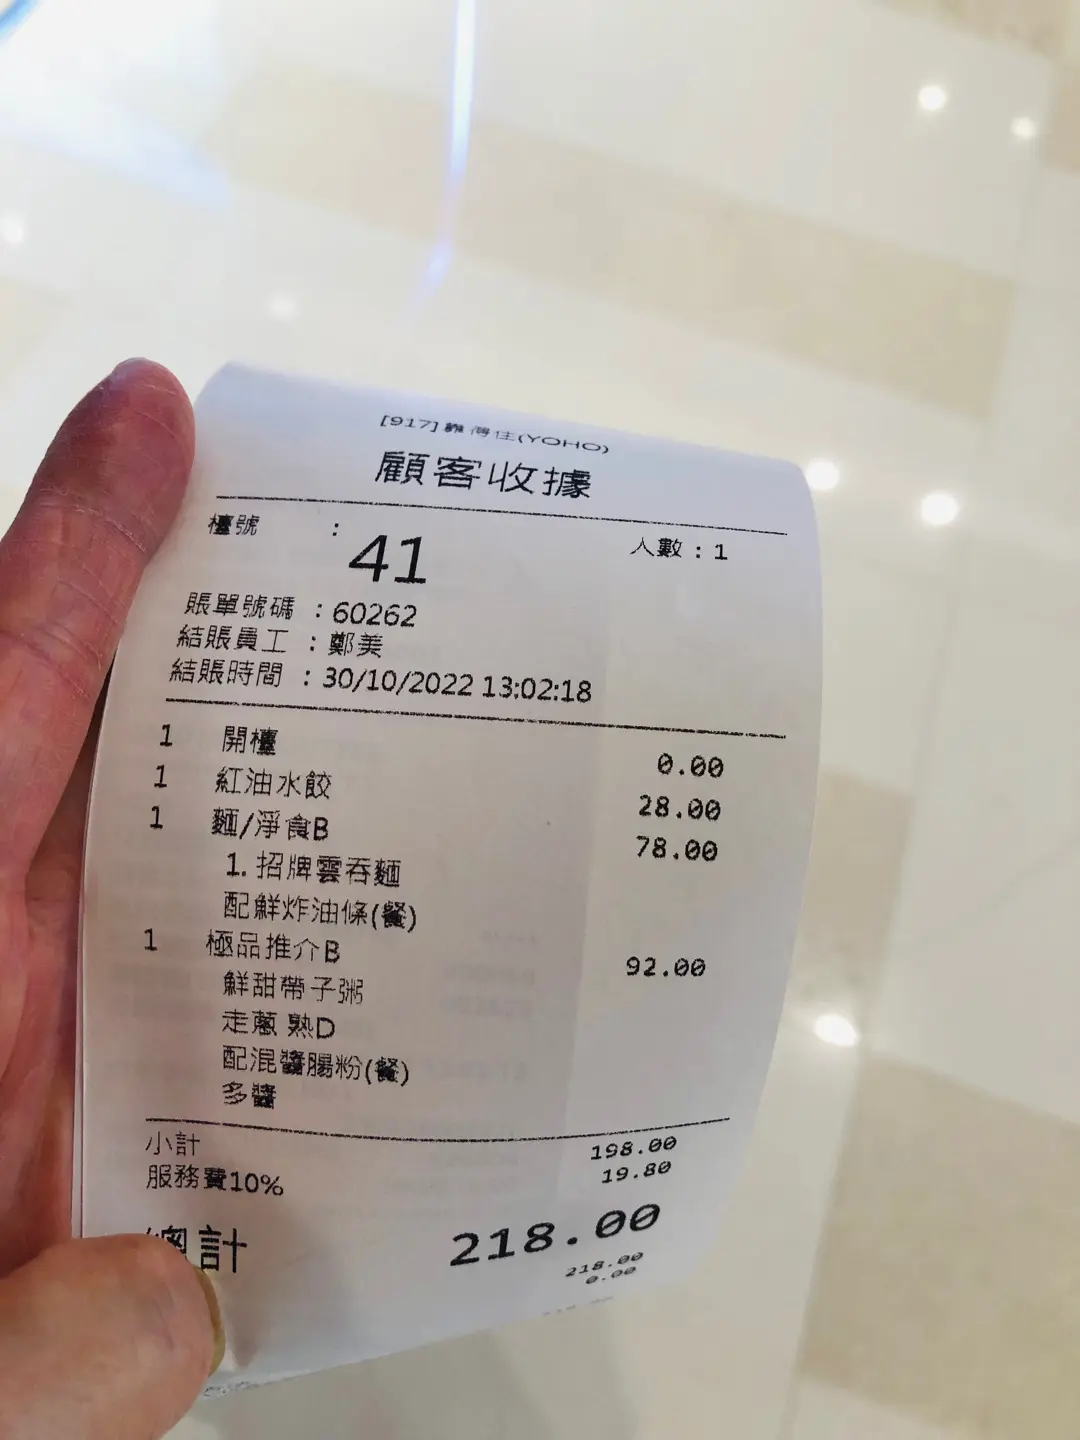 [917] 靠得住(YOHO)
顧客收據
檯號 : 41 人數 : 1
賬單號碼 : 60262
結賬員工 : 鄭美
結賬時間 : 30/10/2022 13:02:18
1 開檯 0.00
1 紅油水餃 28.00
1 麵/淨食B 78.00
1. 招牌雲吞麵
配鮮炸油條(餐)
1 極品推介B 92.00
鮮甜帶子粥
走蔥 熟D
配混醬腸粉(餐)
多醬
小計 198.00
服務費10% 19.80
總計 218.00
218.00
0.00